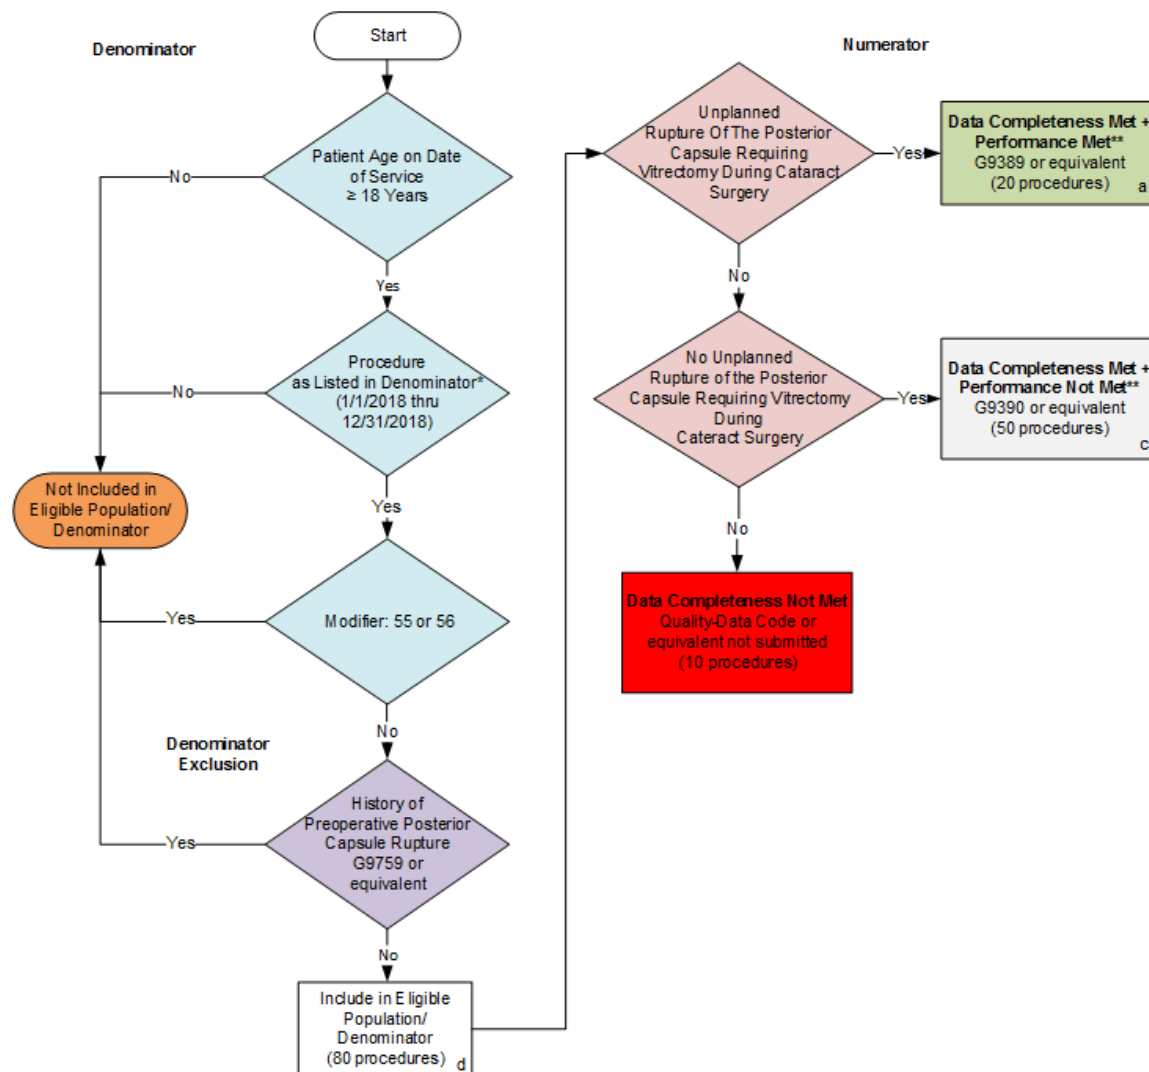 Denominator
Start
Patient Age on Date
of Service
≥ 18 Years
No
Yes
Procedure
as Listed in Denominator*
(1/1/2018 thru
12/31/2018)
No
Yes
Not Included in
Eligible Population/
Denominator
Modifier: 55 or 56
Yes
No
Denominator
Exclusion
History of
Preoperative Posterior
Capsule Rupture
G9759 or
equivalent
Yes
No
Include in Eligible
Population/
Denominator
(80 procedures)
d
Numerator
Unplanned
Rupture Of The Posterior
Capsule Requiring
Vitrectomy During Cataract
Surgery
Yes
Data Completeness Met +
Performance Met**
G9389 or equivalent
(20 procedures)
a
No
No Unplanned
Rupture of the Posterior
Capsule Requiring Vitrectomy
During
Cateract Surgery
Yes
Data Completeness Met +
Performance Not Met**
G9390 or equivalent
(50 procedures)
c
No
Data Completeness Not Met
Quality-Data Code or
equivalent not submitted
(10 procedures)